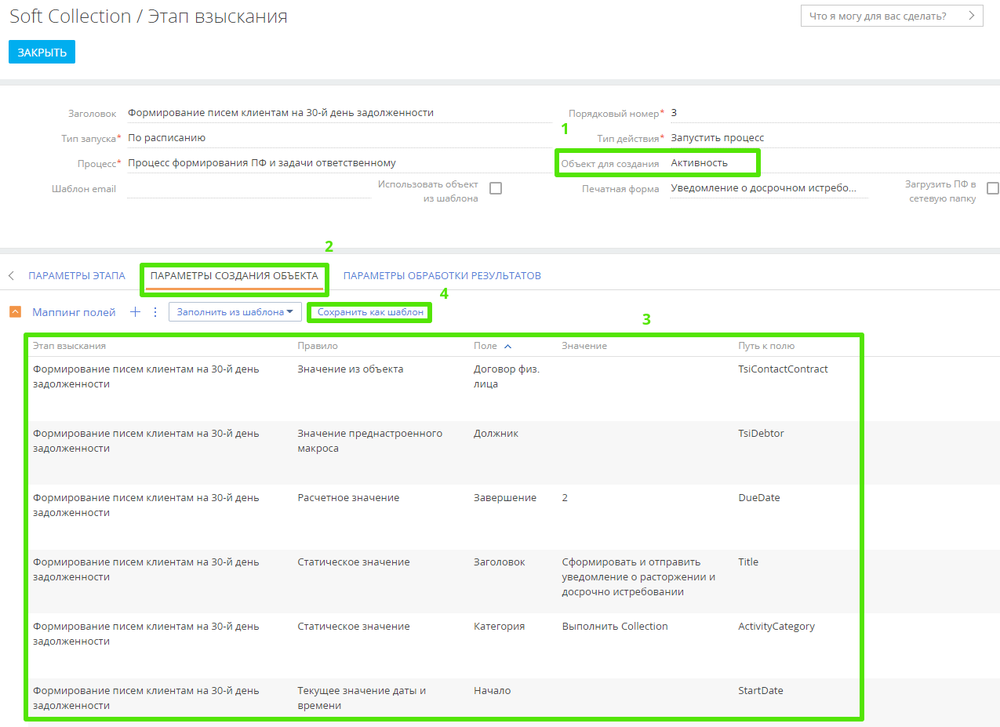 Soft Collection / Этап взыскания
Что я могу для вас сделать?
ЗАКРЫТЬ
Заголовок Формирование писем клиентам на 30-й день задолженности
Порядковый номер* 3
1
Тип запуска* По расписанию
Тип действия* Запустить процесс
Процесс* Процесс формирования ПФ и задачи ответственному
Объект для создания Активность
Шаблон email
Использовать объект
из шаблона
Печатная форма Уведомление о досрочном истребо...
Загрузить ПФ в
сетевую папку
2
ПАРАМЕТРЫ ЭТАПА ПАРАМЕТРЫ СОЗДАНИЯ ОБЪЕКТА ПАРАМЕТРЫ ОБРАБОТКИ РЕЗУЛЬТАТОВ
4
Маппинг полей Заполнить из шаблона Сохранить как шаблон
3
Этап взыскания Правило Поле Значение Путь к полю
Формирование писем клиентам на 30-й день Значение из объекта Договор физ. TsiContactContract
задолженности лица
Формирование писем клиентам на 30-й день Значение преднастроенного Должник TsiDebtor
задолженности макроса
Формирование писем клиентам на 30-й день Расчетное значение Завершение 2 DueDate
задолженности
Формирование писем клиентам на 30-й день Статическое значение Заголовок Сформировать и отправить Title
задолженности уведомление о расторжении и
досрочно истребовании
Формирование писем клиентам на 30-й день Статическое значение Категория Выполнить Collection ActivityCategory
задолженности
Формирование писем клиентам на 30-й день Текущее значение даты и Начало StartDate
задолженности времени